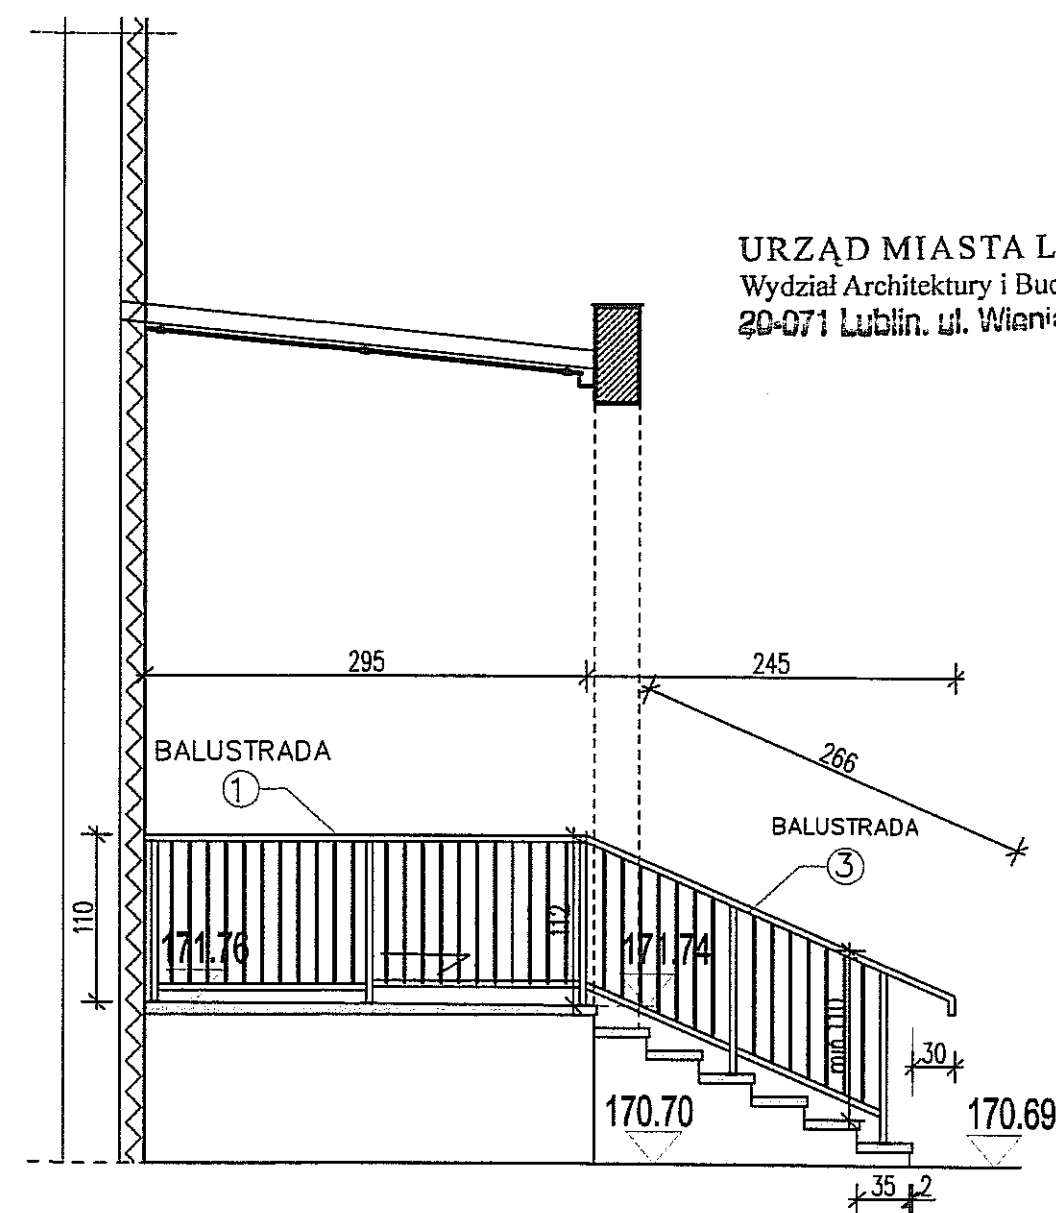 URZĄD MIASTA L
Wydział Architektury i Bud
20-071 Lublin. ul. Wienia
295
245
266
BALUSTRADA
1
BALUSTRADA
3
110
171.76
112
171.74
min.110
30
170.70
170.69
35
2